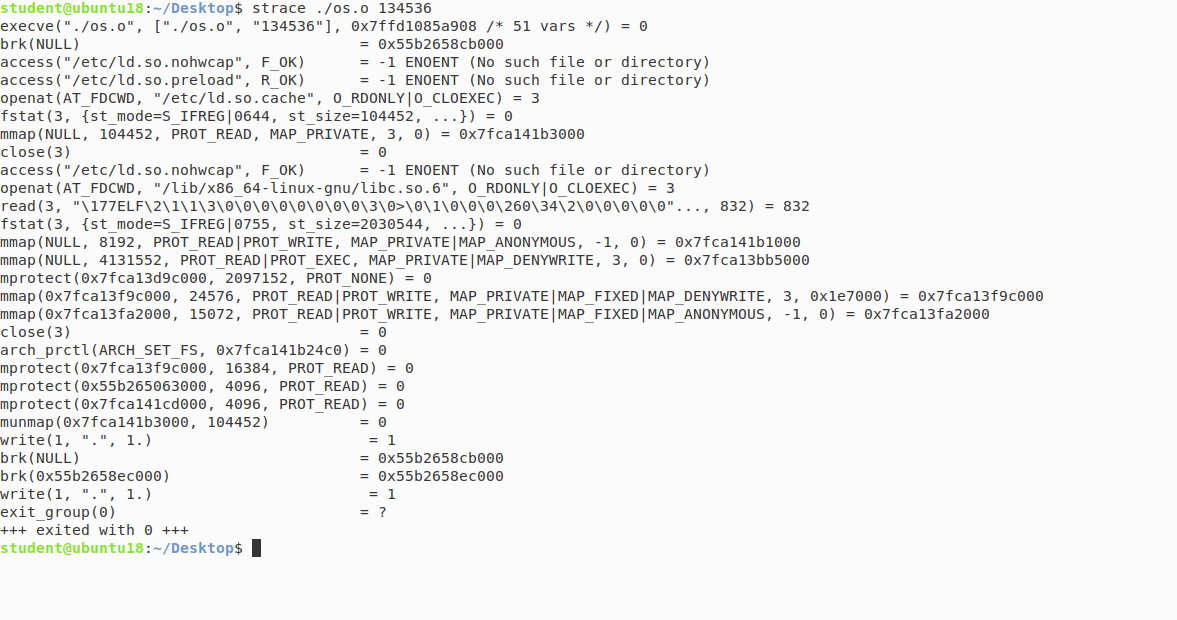 student@ubuntu18:~/Desktop$ strace ./os.o 134536
execve("./os.o", ["./os.o", "134536"], 0x7ffd1085a908 /* 51 vars */) = 0
brk(NULL)                               = 0x55b2658cb000
access("/etc/ld.so.nohwcap", F_OK)      = -1 ENOENT (No such file or directory)
access("/etc/ld.so.preload", R_OK)      = -1 ENOENT (No such file or directory)
openat(AT_FDCWD, "/etc/ld.so.cache", O_RDONLY|O_CLOEXEC) = 3
fstat(3, {st_mode=S_IFREG|0644, st_size=104452, ...}) = 0
mmap(NULL, 104452, PROT_READ, MAP_PRIVATE, 3, 0) = 0x7fca141b3000
close(3)                                = 0
access("/etc/ld.so.nohwcap", F_OK)      = -1 ENOENT (No such file or directory)
openat(AT_FDCWD, "/lib/x86_64-linux-gnu/libc.so.6", O_RDONLY|O_CLOEXEC) = 3
read(3, "\177ELF\2\1\1\3\0\0\0\0\0\0\0\0\3\0>\0\1\0\0\0\260\34\2\0\0\0\0\0"..., 832) = 832
fstat(3, {st_mode=S_IFREG|0755, st_size=2030544, ...}) = 0
mmap(NULL, 8192, PROT_READ|PROT_WRITE, MAP_PRIVATE|MAP_ANONYMOUS, -1, 0) = 0x7fca141b1000
mmap(NULL, 4131552, PROT_READ|PROT_EXEC, MAP_PRIVATE|MAP_DENYWRITE, 3, 0) = 0x7fca13bb5000
mprotect(0x7fca13d9c000, 2097152, PROT_NONE) = 0
mmap(0x7fca13f9c000, 24576, PROT_READ|PROT_WRITE, MAP_PRIVATE|MAP_FIXED|MAP_DENYWRITE, 3, 0x1e7000) = 0x7fca13f9c000
mmap(0x7fca13fa2000, 15072, PROT_READ|PROT_WRITE, MAP_PRIVATE|MAP_FIXED|MAP_ANONYMOUS, -1, 0) = 0x7fca13fa2000
close(3)                                = 0
arch_prctl(ARCH_SET_FS, 0x7fca141b24c0) = 0
mprotect(0x7fca13f9c000, 16384, PROT_READ) = 0
mprotect(0x55b265063000, 4096, PROT_READ) = 0
mprotect(0x7fca141cd000, 4096, PROT_READ) = 0
munmap(0x7fca141b3000, 104452)          = 0
write(1, ".", 1.)                        = 1
brk(NULL)                               = 0x55b2658cb000
brk(0x55b2658ec000)                     = 0x55b2658ec000
write(1, ".", 1.)                        = 1
exit_group(0)                           = ?
+++ exited with 0 +++
student@ubuntu18:~/Desktop$